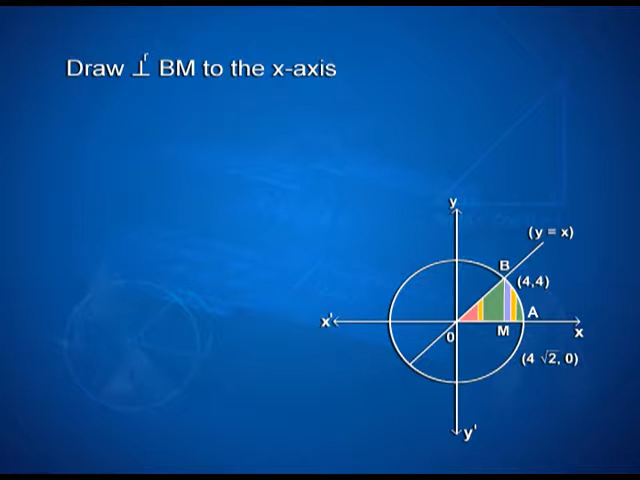 Draw ⊥r BM to the x-axis
y
(y = x)
B
(4,4)
A
x'
0
M
x
(4 √2, 0)
y'